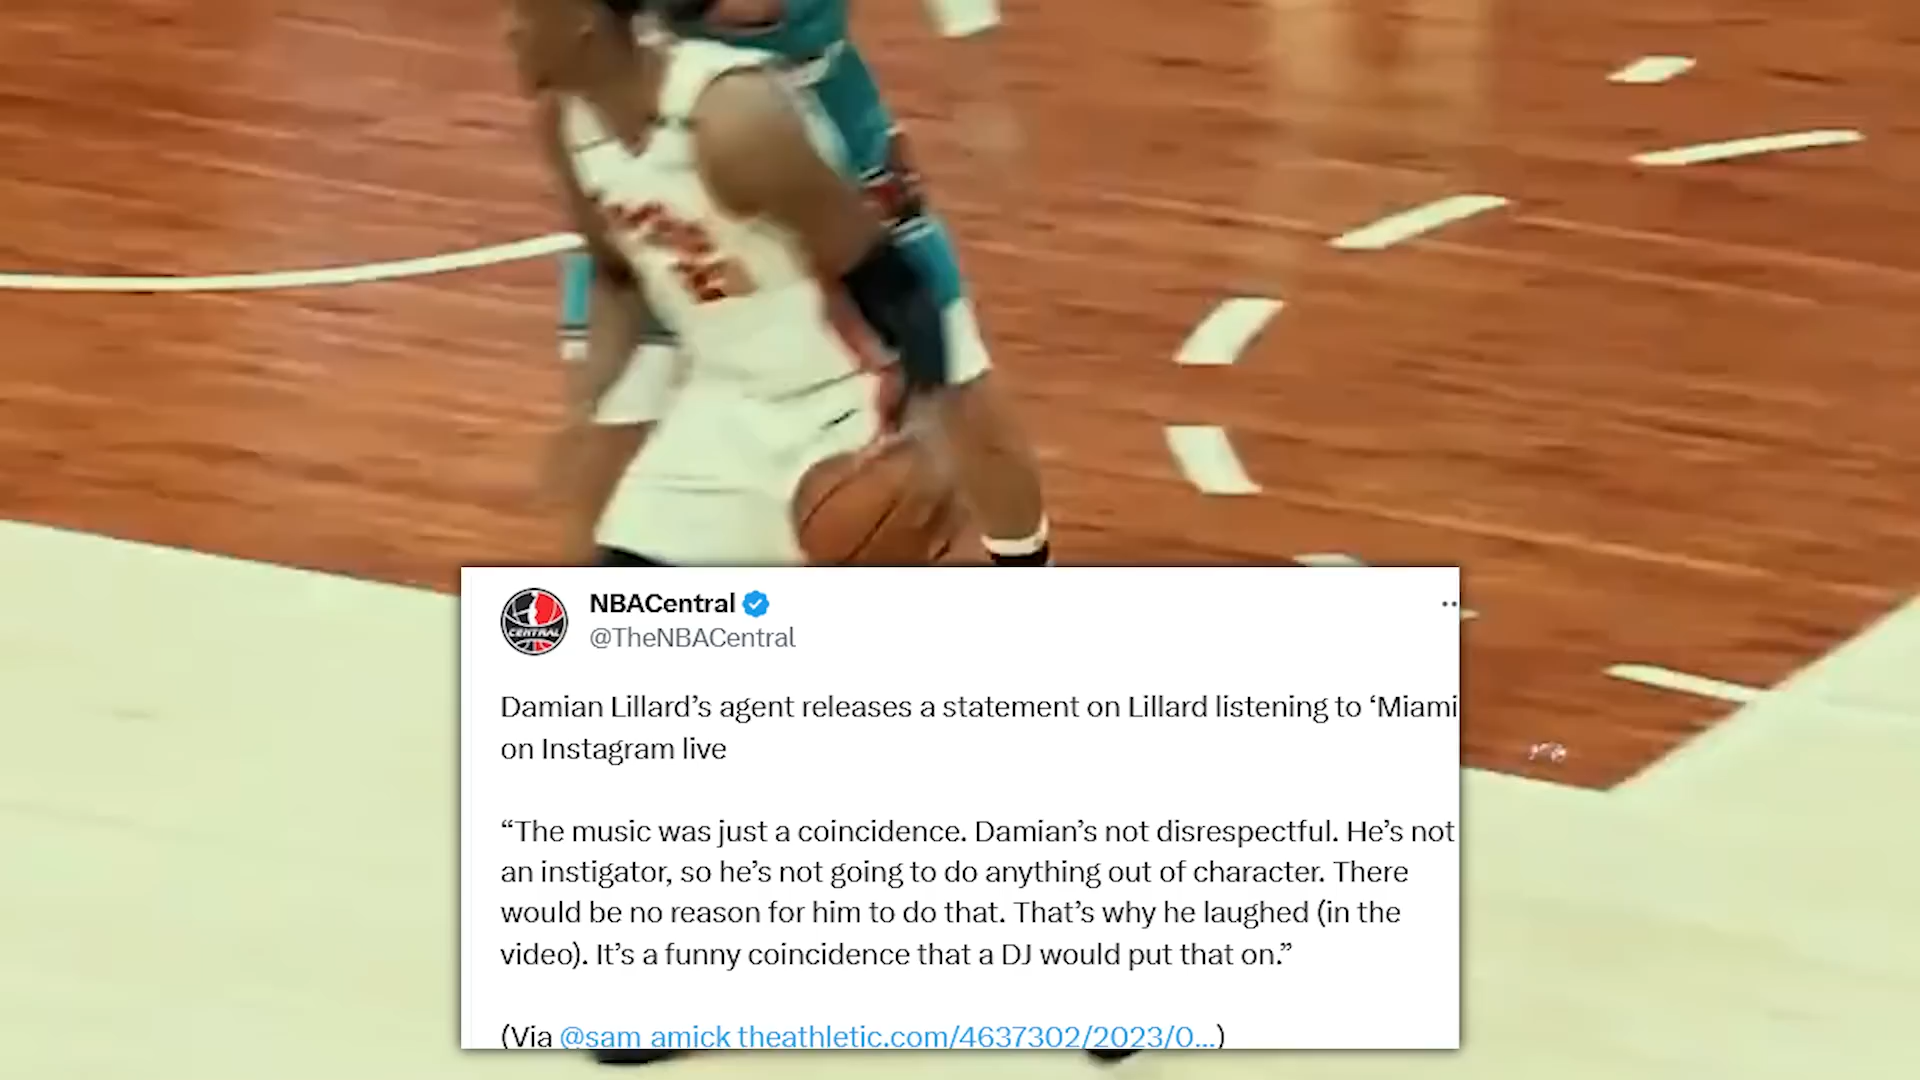 NBACentral
@TheNBACentral
Damian Lillard’s agent releases a statement on Lillard listening to ‘Miami
on Instagram live
“The music was just a coincidence. Damian’s not disrespectful. He’s not
an instigator, so he’s not going to do anything out of character. There
would be no reason for him to do that. That’s why he laughed (in the
video). It’s a funny coincidence that a DJ would put that on.”
(Via @sam_amick theathletic.com/4637302/2023/0…)
CENTRAL